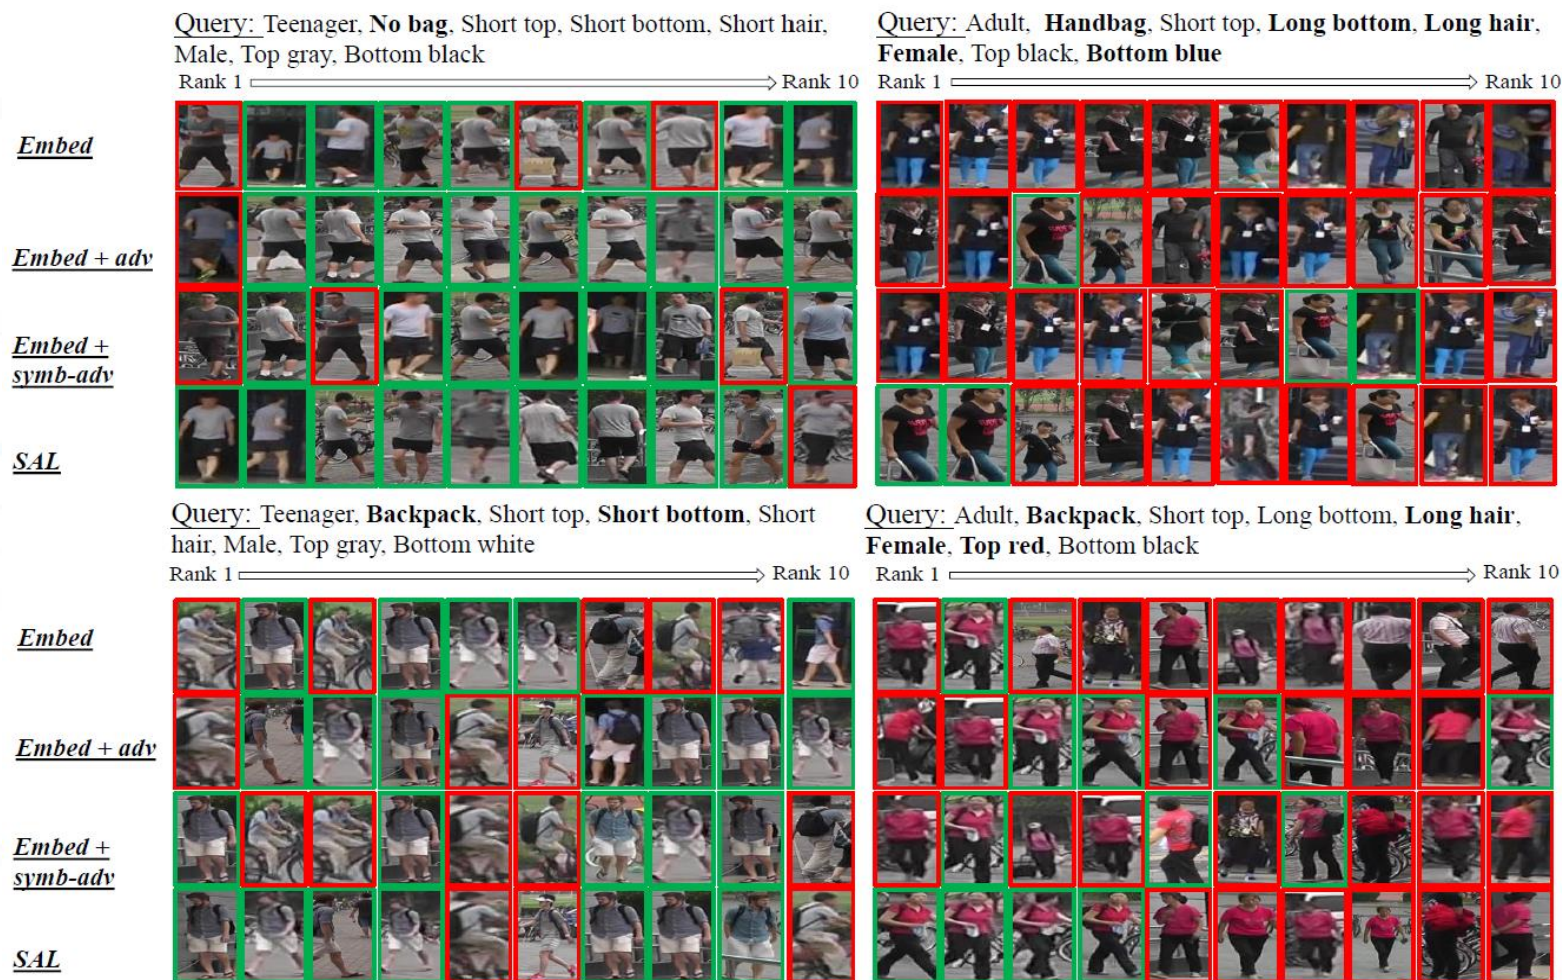 Query: Teenager, No bag, Short top, Short bottom, Short hair,
Male, Top gray, Bottom black
Rank 1
Rank 10
Query: Adult, Handbag, Short top, Long bottom, Long hair,
Female, Top black, Bottom blue
Rank 1
Rank 10
Embed
Embed + adv
Embed +
symb-adv
SAL
Query: Teenager, Backpack, Short top, Short bottom, Short
hair, Male, Top gray, Bottom white
Rank 1
Rank 10
Query: Adult, Backpack, Short top, Long bottom, Long hair,
Female, Top red, Bottom black
Rank 1
Rank 10
Embed
Embed + adv
Embed +
symb-adv
SAL